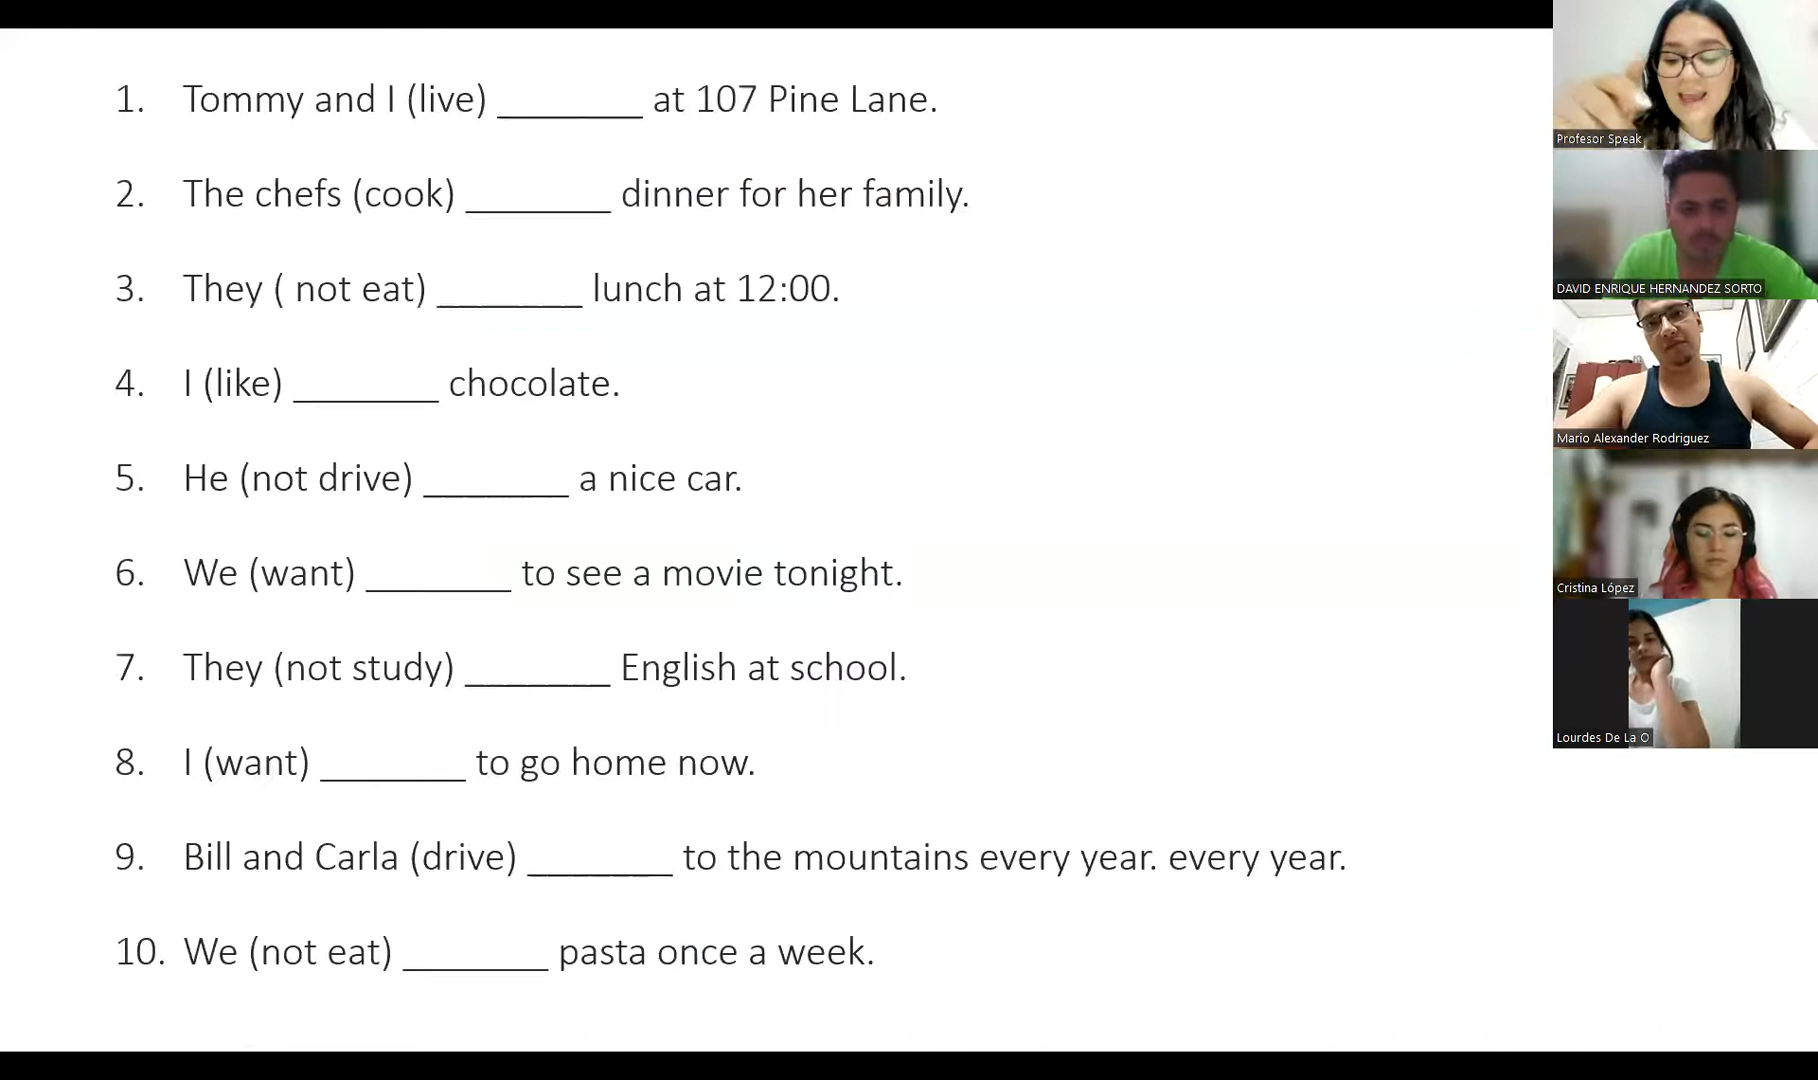 1. Tommy and I (live) _______ at 107 Pine Lane.
2. The chefs (cook) _______ dinner for her family.
3. They ( not eat) _______ lunch at 12:00.
4. I (like) _______ chocolate.
5. He (not drive) _______ a nice car.
6. We (want) _______ to see a movie tonight.
7. They (not study) _______ English at school.
8. I (want) _______ to go home now.
9. Bill and Carla (drive) _______ to the mountains every year. every year.
10. We (not eat) _______ pasta once a week.
Profesor Speak
DAVID ENRIQUE HERNANDEZ SORTO
Mario Alexander Rodriguez
Cristina López
Lourdes De La O